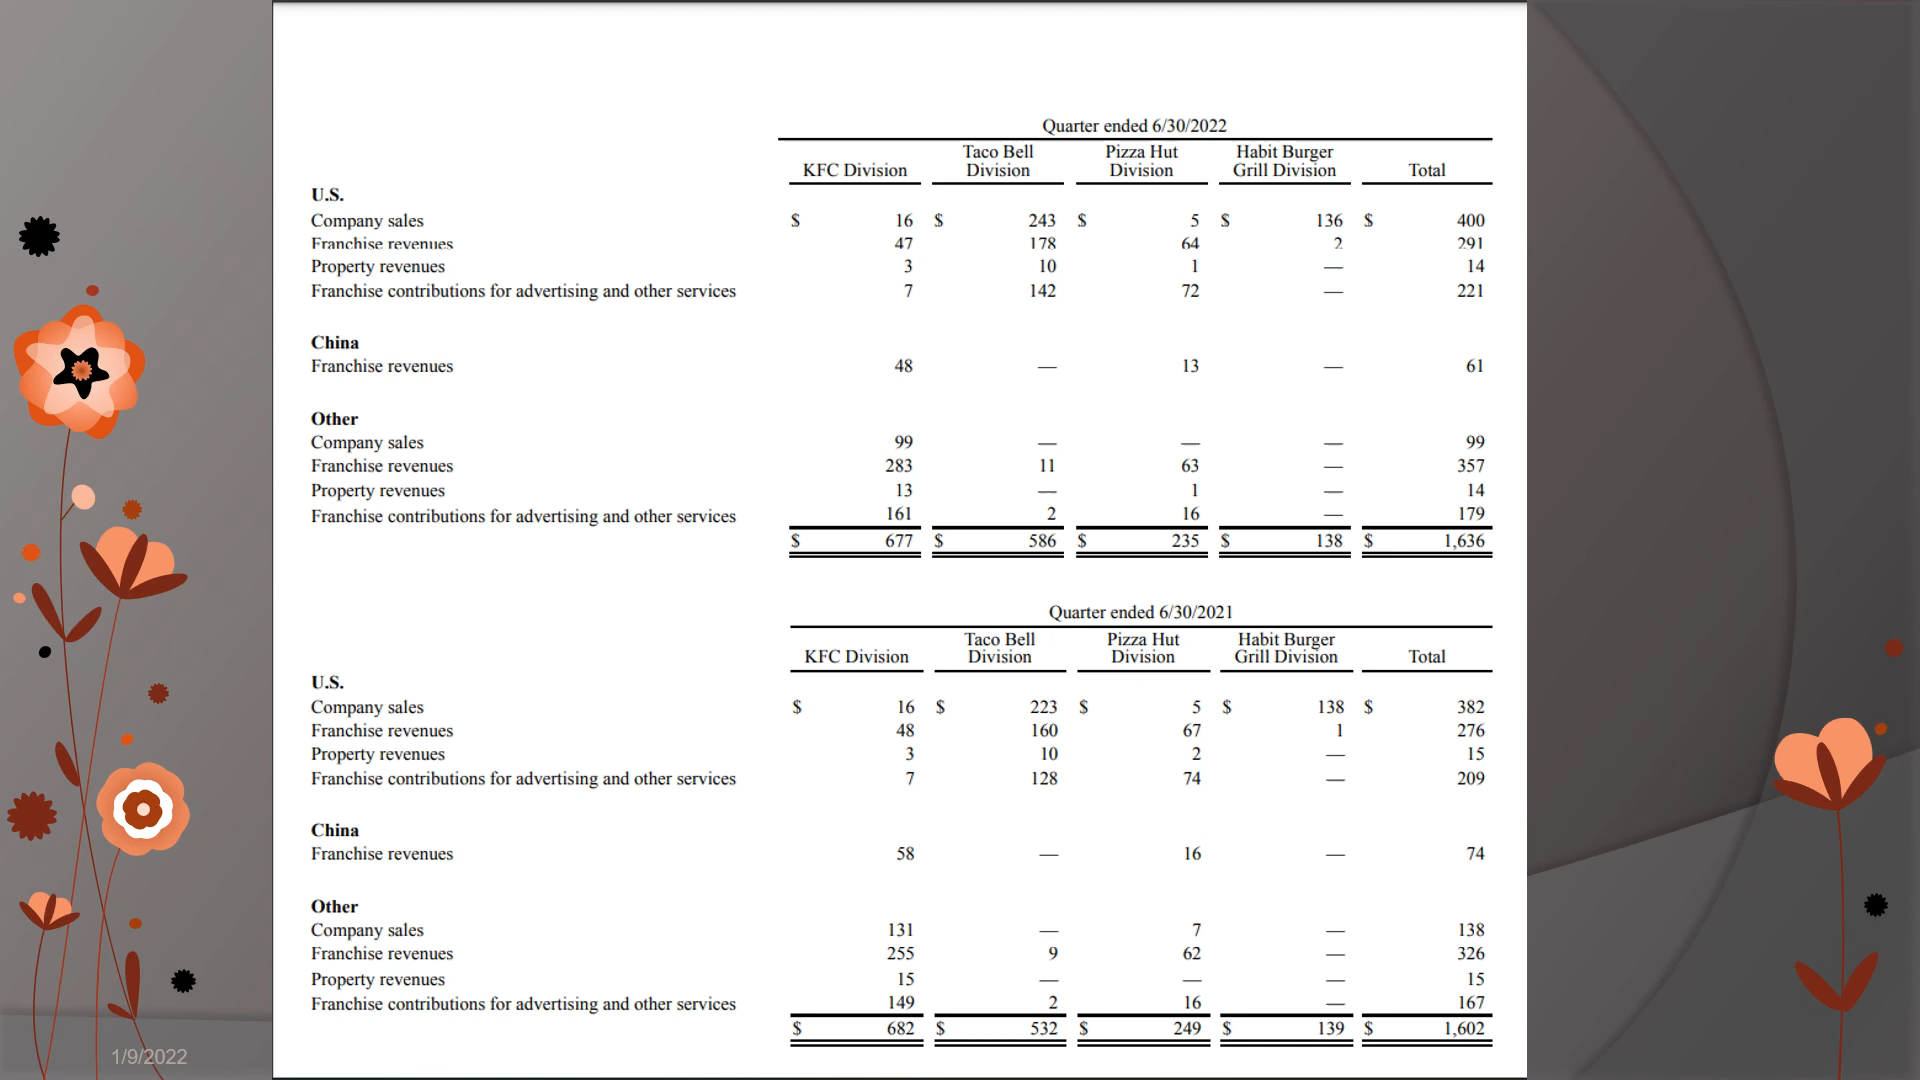 Quarter ended 6/30/2022
KFC Division Taco Bell Division Pizza Hut Division Habit Burger Grill Division Total
U.S.
Company sales $ 16 $ 243 $ 5 $ 136 $ 400
Franchise revenues 47 178 64 2 291
Property revenues 3 10 1 — 14
Franchise contributions for advertising and other services 7 142 72 — 221
China
Franchise revenues 48 — 13 — 61
Other
Company sales 99 — — — 99
Franchise revenues 283 11 63 — 357
Property revenues 13 — 1 — 14
Franchise contributions for advertising and other services 161 2 16 — 179
$ 677 $ 586 $ 235 $ 138 $ 1,636
Quarter ended 6/30/2021
KFC Division Taco Bell Division Pizza Hut Division Habit Burger Grill Division Total
U.S.
Company sales $ 16 $ 223 $ 5 $ 138 $ 382
Franchise revenues 48 160 67 1 276
Property revenues 3 10 2 — 15
Franchise contributions for advertising and other services 7 128 74 — 209
China
Franchise revenues 58 — 16 — 74
Other
Company sales 131 — 7 — 138
Franchise revenues 255 9 62 — 326
Property revenues 15 — — — 15
Franchise contributions for advertising and other services 149 2 16 — 167
$ 682 $ 532 $ 249 $ 139 $ 1,602
1/9/2022